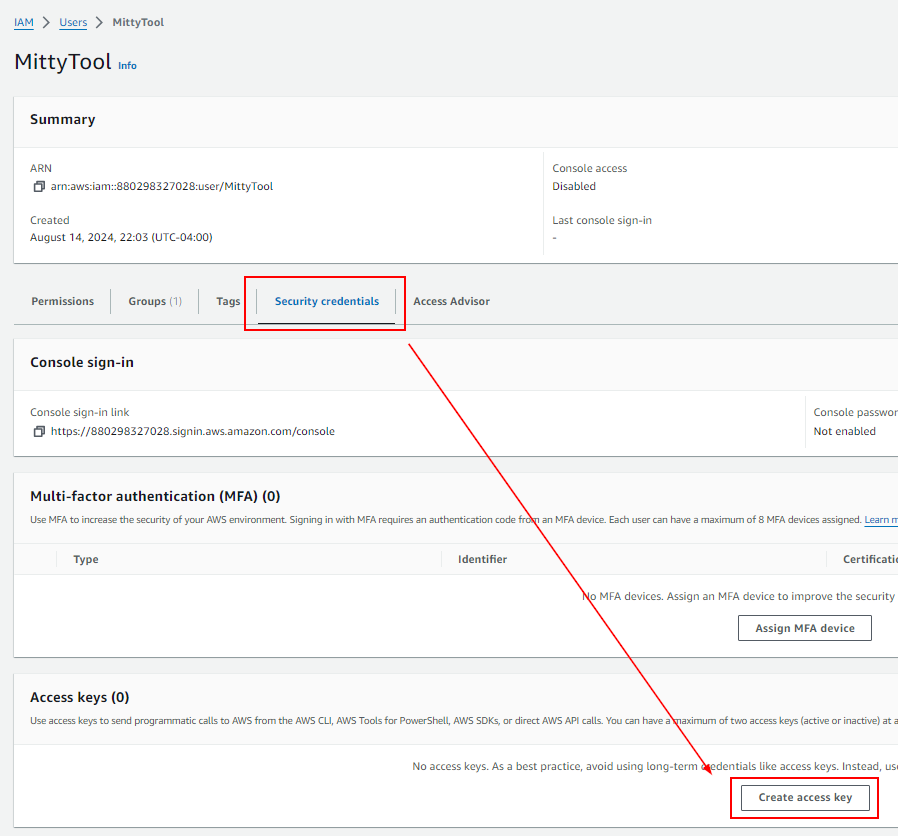 IAM > Users > MittyTool
MittyTool Info
Summary
ARN
arn:aws:iam::880298327028:user/MittyTool
Console access
Disabled
Created
August 14, 2024, 22:03 (UTC-04:00)
Last console sign-in
-
Permissions Groups (1) Tags Security credentials Access Advisor
Console sign-in
Console sign-in link
https://880298327028.signin.aws.amazon.com/console
Console passwor
Not enabled
Multi-factor authentication (MFA) (0)
Use MFA to increase the security of your AWS environment. Signing in with MFA requires an authentication code from an MFA device. Each user can have a maximum of 8 MFA devices assigned. Learn m
Type Identifier Certificatio
No MFA devices. Assign an MFA device to improve the security
Assign MFA device
Access keys (0)
Use access keys to send programmatic calls to AWS from the AWS CLI, AWS Tools for PowerShell, AWS SDKs, or direct AWS API calls. You can have a maximum of two access keys (active or inactive) at a
No access keys. As a best practice, avoid using long-term credentials like access keys. Instead, use
Create access key